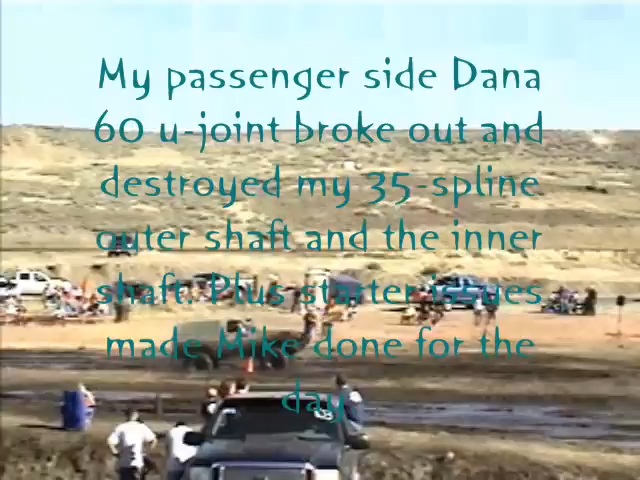 My passenger side Dana
60 u-joint broke out and
destroyed my 35-spline
outer shaft and the inner
shaft. Plus starter issues
made Mike done for the
day